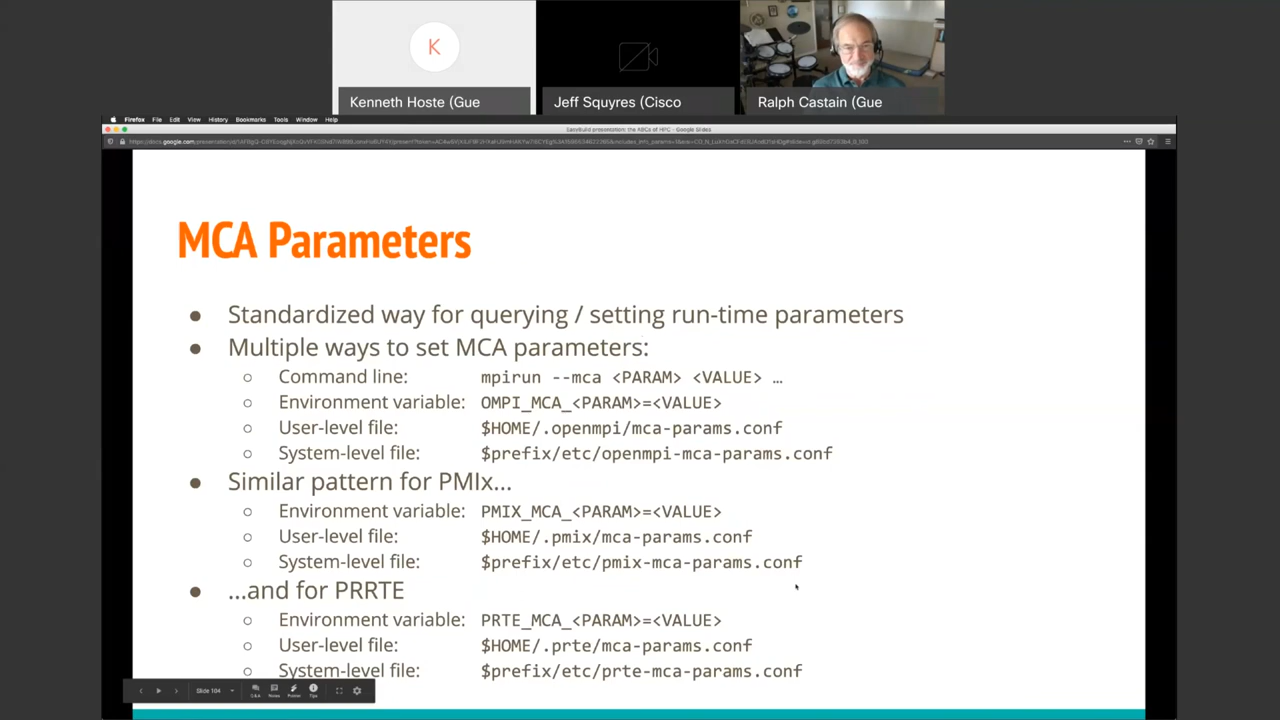 K
Kenneth Hoste (Gue
Jeff Squyres (Cisco
Ralph Castain (Gue
Firefox File Edit View History Bookmarks Tools Window Help
EasyBuild presentation: the ABCs of HPC - Google Slides
MCA Parameters
● Standardized way for querying / setting run-time parameters
● Multiple ways to set MCA parameters:
○ Command line: mpirun --mca <PARAM> <VALUE> …
○ Environment variable: OMPI_MCA_<PARAM>=<VALUE>
○ User-level file: $HOME/.openmpi/mca-params.conf
○ System-level file: $prefix/etc/openmpi-mca-params.conf
● Similar pattern for PMIx…
○ Environment variable: PMIX_MCA_<PARAM>=<VALUE>
○ User-level file: $HOME/.pmix/mca-params.conf
○ System-level file: $prefix/etc/pmix-mca-params.conf
● …and for PRRTE
○ Environment variable: PRTE_MCA_<PARAM>=<VALUE>
○ User-level file: $HOME/.prte/mca-params.conf
○ System-level file: $prefix/etc/prte-mca-params.conf
Slide 104
Notes Pointer Tips